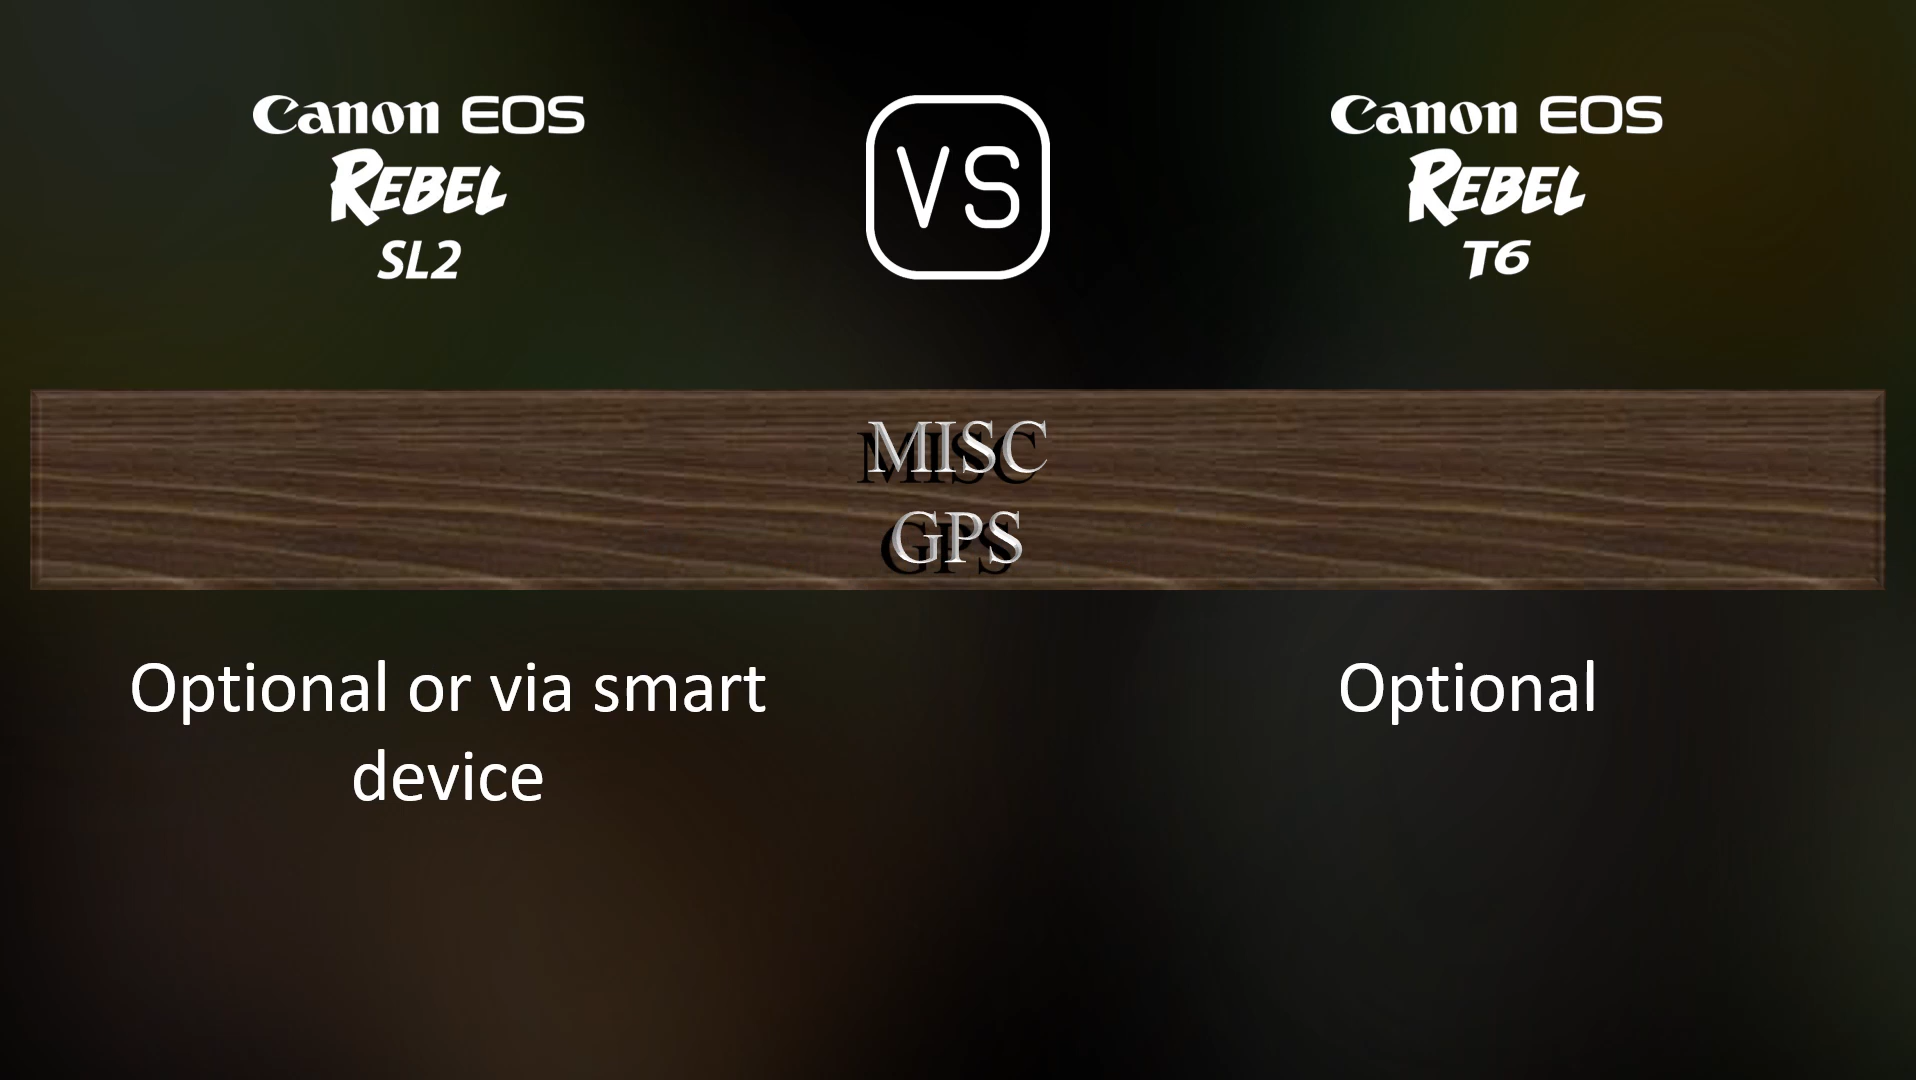 Canon EOS
REBEL
SL2
VS
Canon EOS
REBEL
T6
MISC
GPS
Optional or via smart
device
Optional